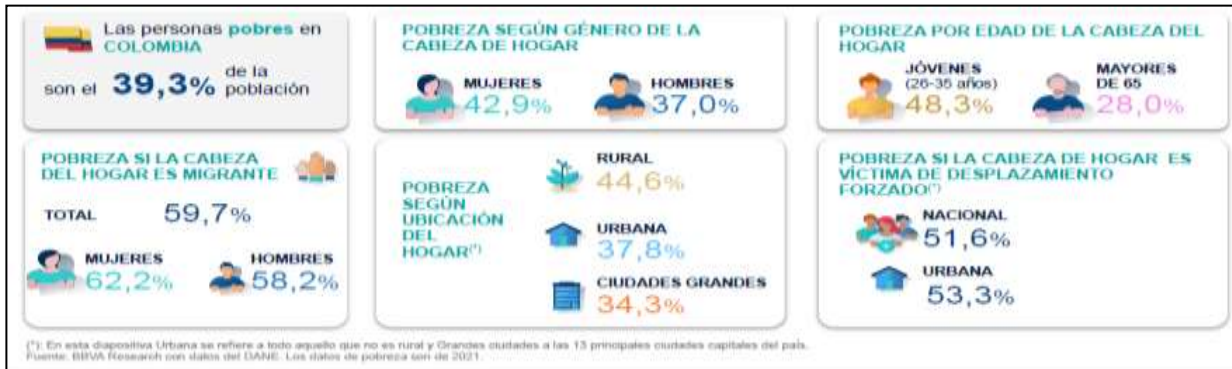 Las personas pobres en
COLOMBIA
son el 39,3% de la
población
POBREZA SEGÚN GÉNERO DE LA
CABEZA DE HOGAR
MUJERES
42,9%
HOMBRES
37,0%
POBREZA POR EDAD DE LA CABEZA DEL
HOGAR
JÓVENES
(26-35 años)
48,3%
MAYORES
DE 65
28,0%
POBREZA SI LA CABEZA
DEL HOGAR ES MIGRANTE
TOTAL 59,7%
MUJERES
62,2%
HOMBRES
58,2%
POBREZA
SEGÚN
UBICACIÓN
DEL
HOGAR(*)
RURAL
44,6%
URBANA
37,8%
CIUDADES GRANDES
34,3%
POBREZA SI LA CABEZA DE HOGAR ES
VÍCTIMA DE DESPLAZAMIENTO
FORZADO(*)
NACIONAL
51,6%
URBANA
53,3%
(*): En esta diapositiva Urbana se refiere a todo aquello que no es rural y Grandes ciudades a las 13 principales ciudades capitales del país.
Fuente: BBVA Research con datos del DANE. Los datos de pobreza son de 2021.